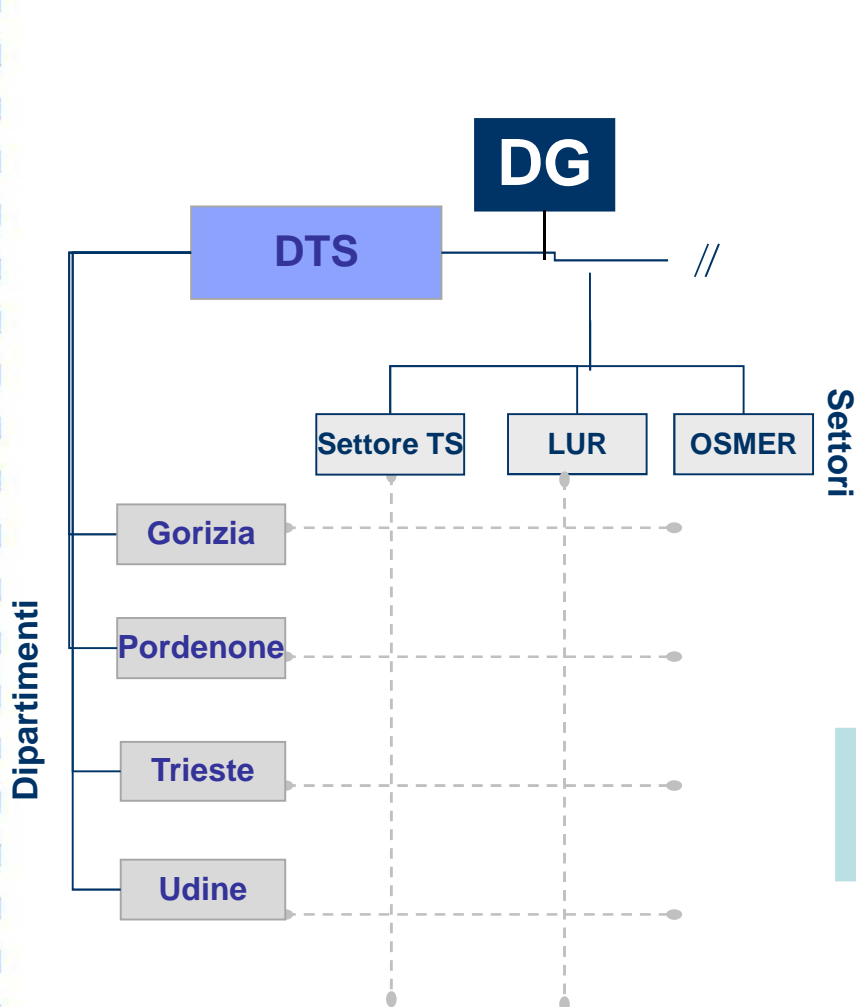 DG
DTS
Settore TS
LUR
OSMER
Settori
Gorizia
Pordenone
Trieste
Udine
Dipartimenti